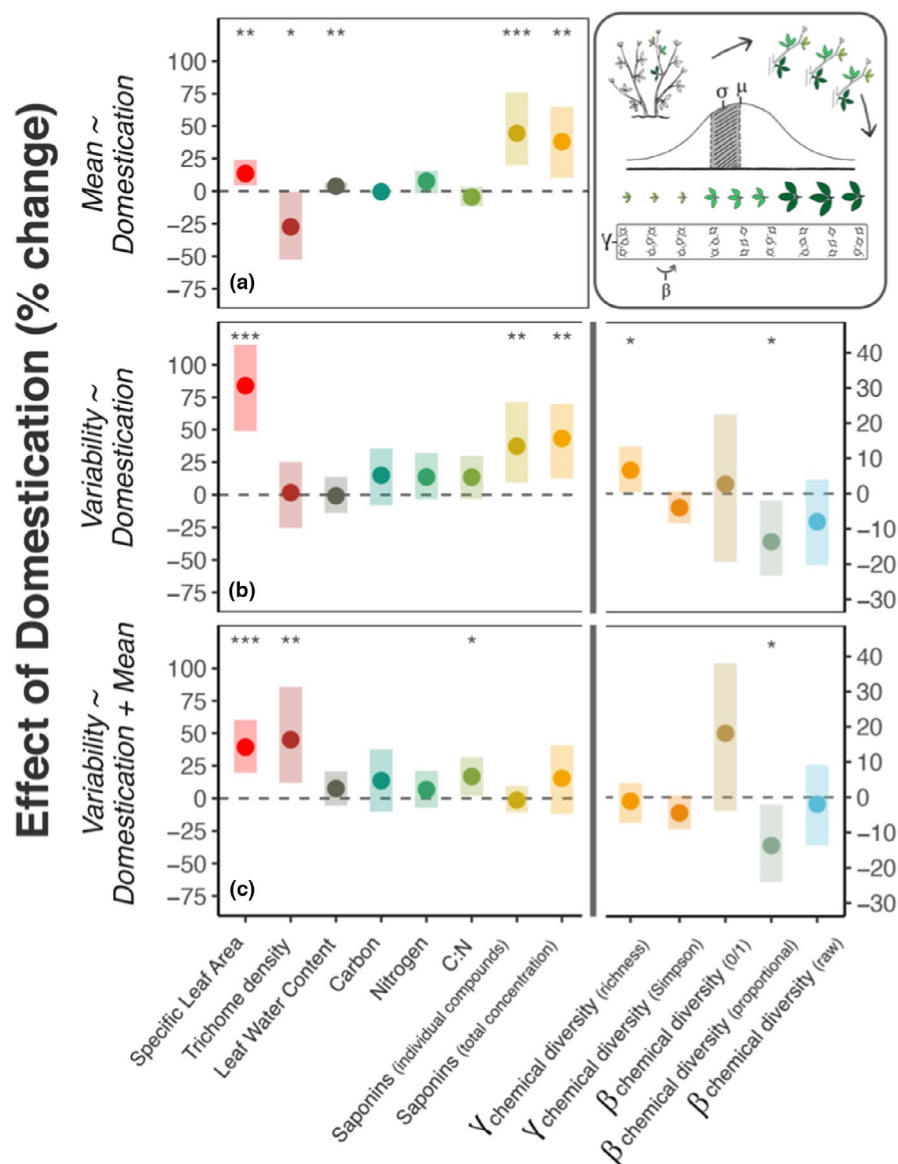 Effect of Domestication (% change)
Mean ~
Domestication
100
75
50
25
0
−25
−50
−75
** * ** *** **
(a)
σ μ
γ
β
Variability ~
Domestication
100
75
50
25
0
−25
−50
−75
*** ** **
(b)
* *
40
30
20
10
0
−10
−20
−30
Variability ~
Domestication + Mean
100
75
50
25
0
−25
−50
−75
*** ** *
(c)
*
40
30
20
10
0
−10
−20
−30
Specific Leaf Area
Trichome density
Leaf Water Content
Carbon
Nitrogen
C:N
Saponins (individual compounds)
Saponins (total concentration)
γ chemical diversity (richness)
γ chemical diversity (Simpson)
β chemical diversity (0/1)
β chemical diversity (proportional)
β chemical diversity (raw)